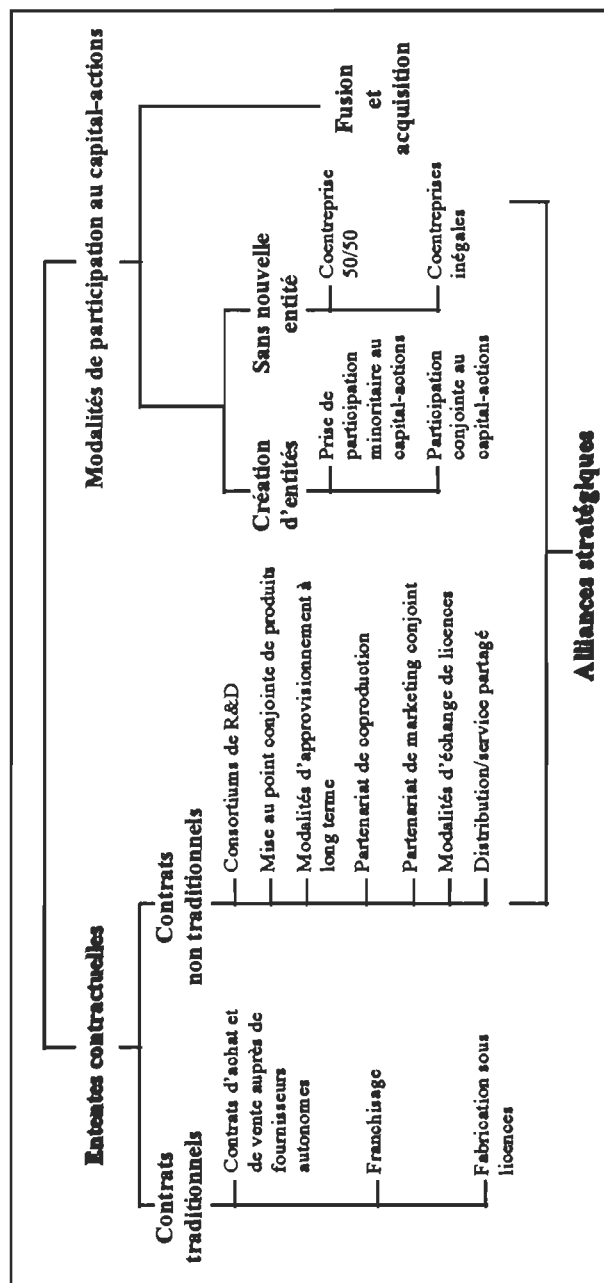 Ententes contractuelles
Modalités de participation au capital-actions
Contrats
traditionnels
Contrats d'achat et
de vente auprès de
fournisseurs
autonomes
Franchisage
Fabrication sous
licences
Contrats
non traditionnels
Consortiums de R&D
Mise au point conjointe de produits
Modalités d'approvisionnement à
long terme
Partenariat de coproduction
Partenariat de marketing conjoint
Modalités d'échange de licences
Distribution/service partagé
Création
d'entités
Prise de
participation
minoritaire au
capital-actions
Participation
conjointe au
capital-actions
Sans nouvelle
entité
Coentreprise
50/50
Coentreprises
inégales
Fusion
et
acquisition
Alliances stratégiques